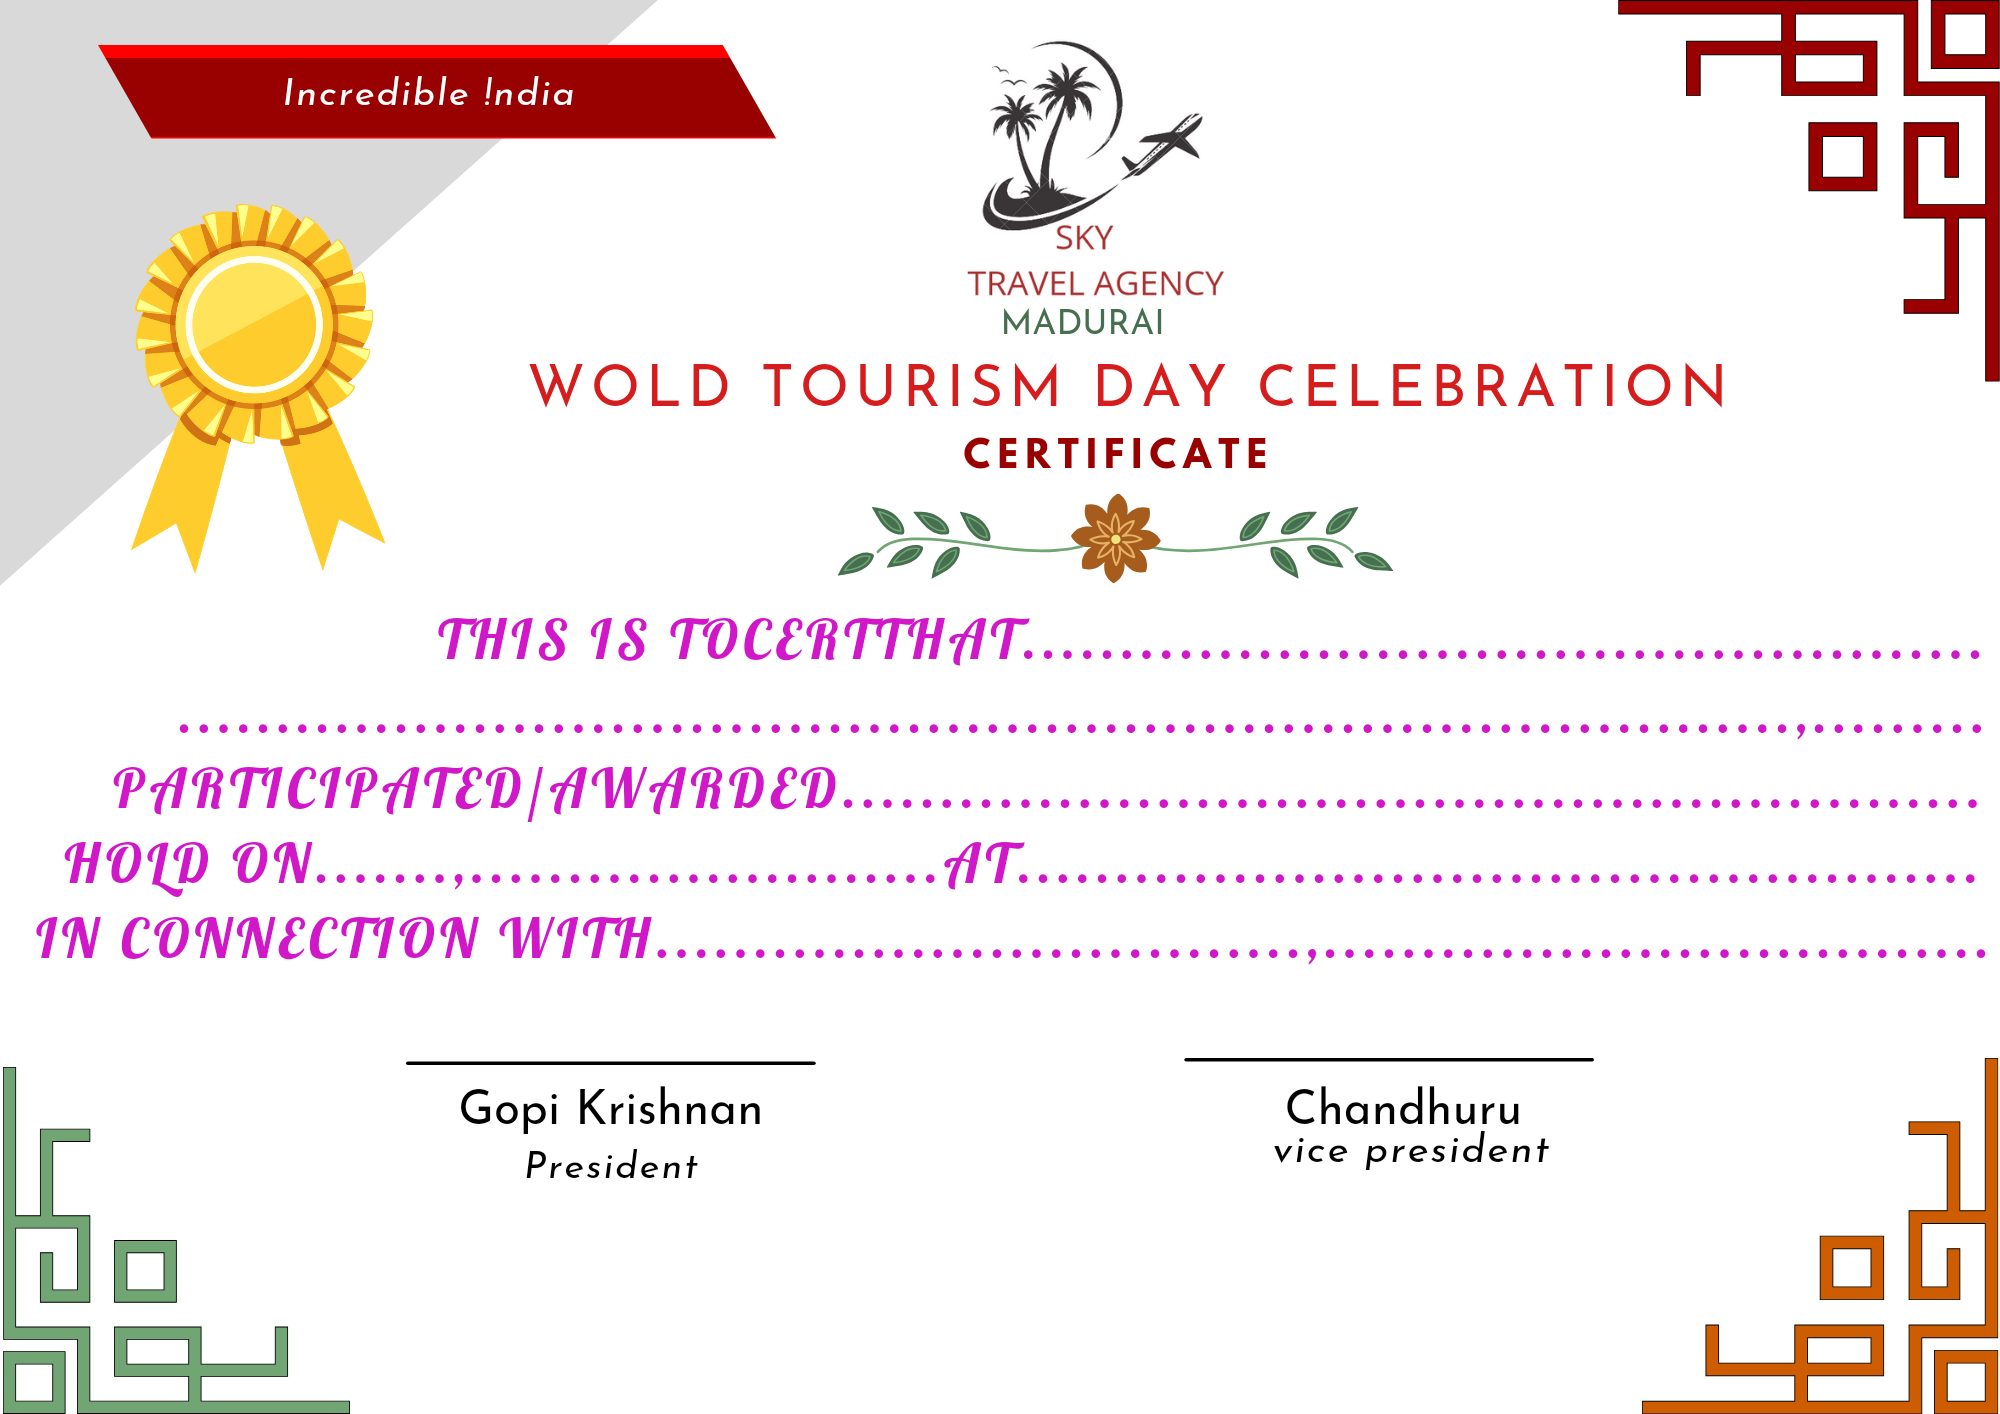 Incredible !ndia
SKY
TRAVEL AGENCY
MADURAI
WOLD TOURISM DAY CELEBRATION
CERTIFICATE
THIS IS TOCERTTHAT.................................................
..................................................................................,.........
PARTICIPATED/AWARDED..........................................................
HOLD ON.......,........................AT.................................................
IN CONNECTION WITH.................................,..................................
Gopi Krishnan
President
Chandhuru
vice president